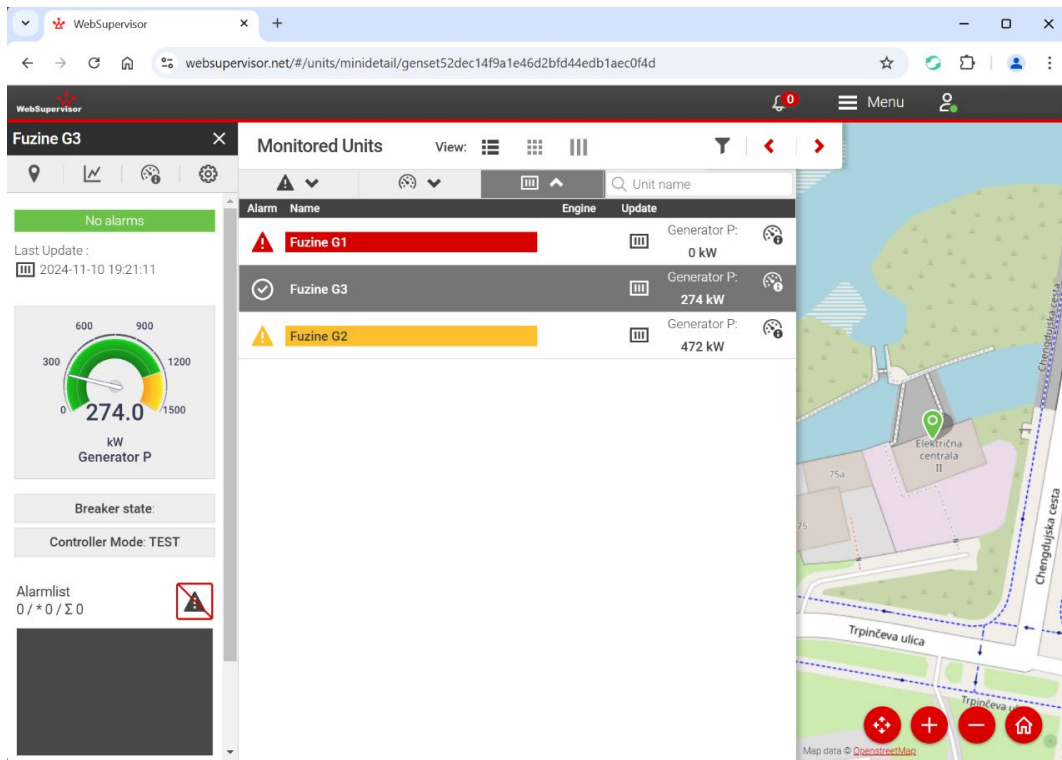 WebSupervisor
websupervisor.net/#/units/minidetail/genset52dec14f9a1e46d2bfd44edb1aec0f4d
WebSupervisor
0
Menu
Fuzine G3
No alarms
Last Update :
2024-11-10 19:21:11
0
300
600
900
1200
1500
274.0
kW
Generator P
Breaker state:
Controller Mode: TEST
Alarmlist
0 / * 0 / Σ 0
Monitored Units
View:
Unit name
Alarm Name Engine Update
Fuzine G1
Generator P:
0 kW
Fuzine G3
Generator P:
274 kW
Fuzine G2
Generator P:
472 kW
Chengdujska cesta
Električna
centrala
II
75a
75
Chengdujska cesta
Trpinčeva ulica
Trpinčeva
Map data © OpenstreetMap